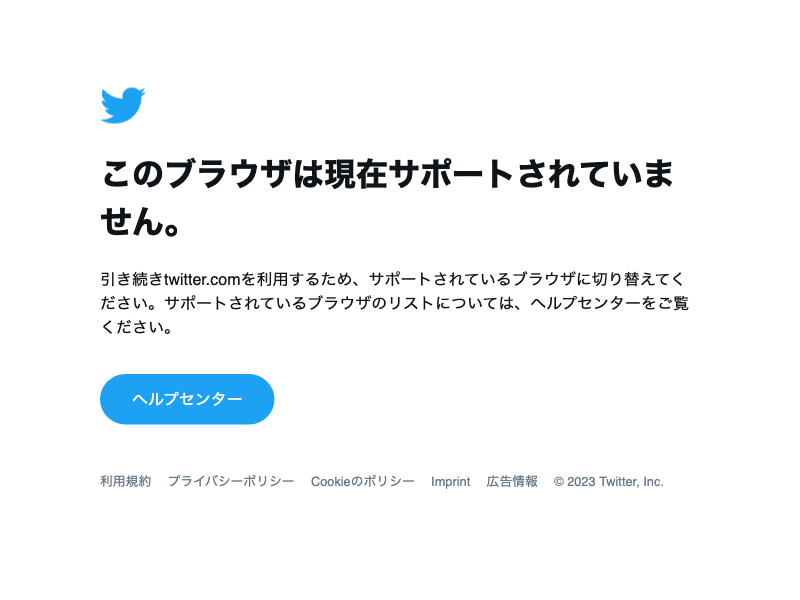 このブラウザは現在サポートされていま
せん。
引き続きtwitter.comを利用するため、サポートされているブラウザに切り替えてく
ださい。サポートされているブラウザのリストについては、ヘルプセンターをご覧
ください。
ヘルプセンター
利用規約 プライバシーポリシー Cookieのポリシー Imprint 広告情報 © 2023 Twitter, Inc.